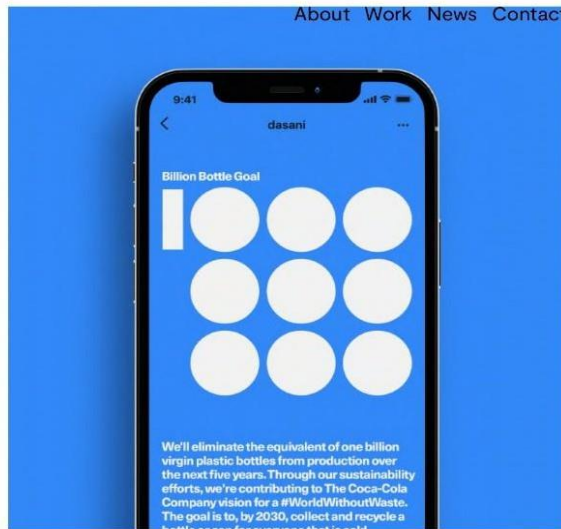 About Work News Contact
9:41
dasani
Billion Bottle Goal
We'll eliminate the equivalent of one billion
virgin plastic bottles from production over
the next five years. Through our sustainability
efforts, we're contributing to The Coca-Cola
Company vision for a #WorldWithoutWaste.
The goal is to, by 2030, collect and recycle a